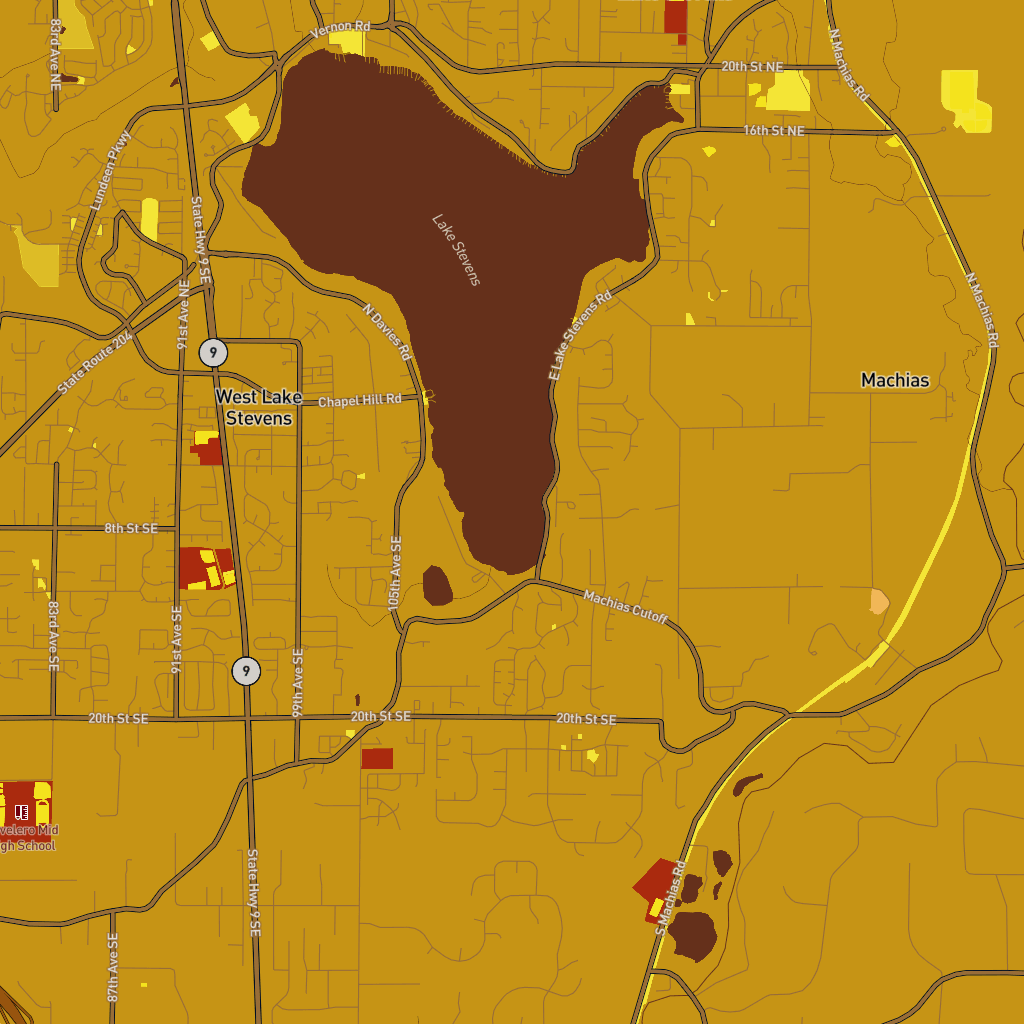 Vernon Rd
83rd Ave NE
20th St NE
N Machias Rd
16th St NE
Lundeen Pkwy
State Hwy 9 SE
Lake Stevens
91st Ave NE
N Davies Rd
E Lake Stevens Rd
N Machias Rd
State Route 204
9
Machias
West Lake
Stevens
Chapel Hill Rd
8th St SE
105th Ave SE
Machias Cutoff
83rd Ave SE
91st Ave SE
9
99th Ave SE
20th St SE
20th St SE
20th St SE
velero Mid
gh School
State Hwy 9 SE
S Machias Rd
87th Ave SE